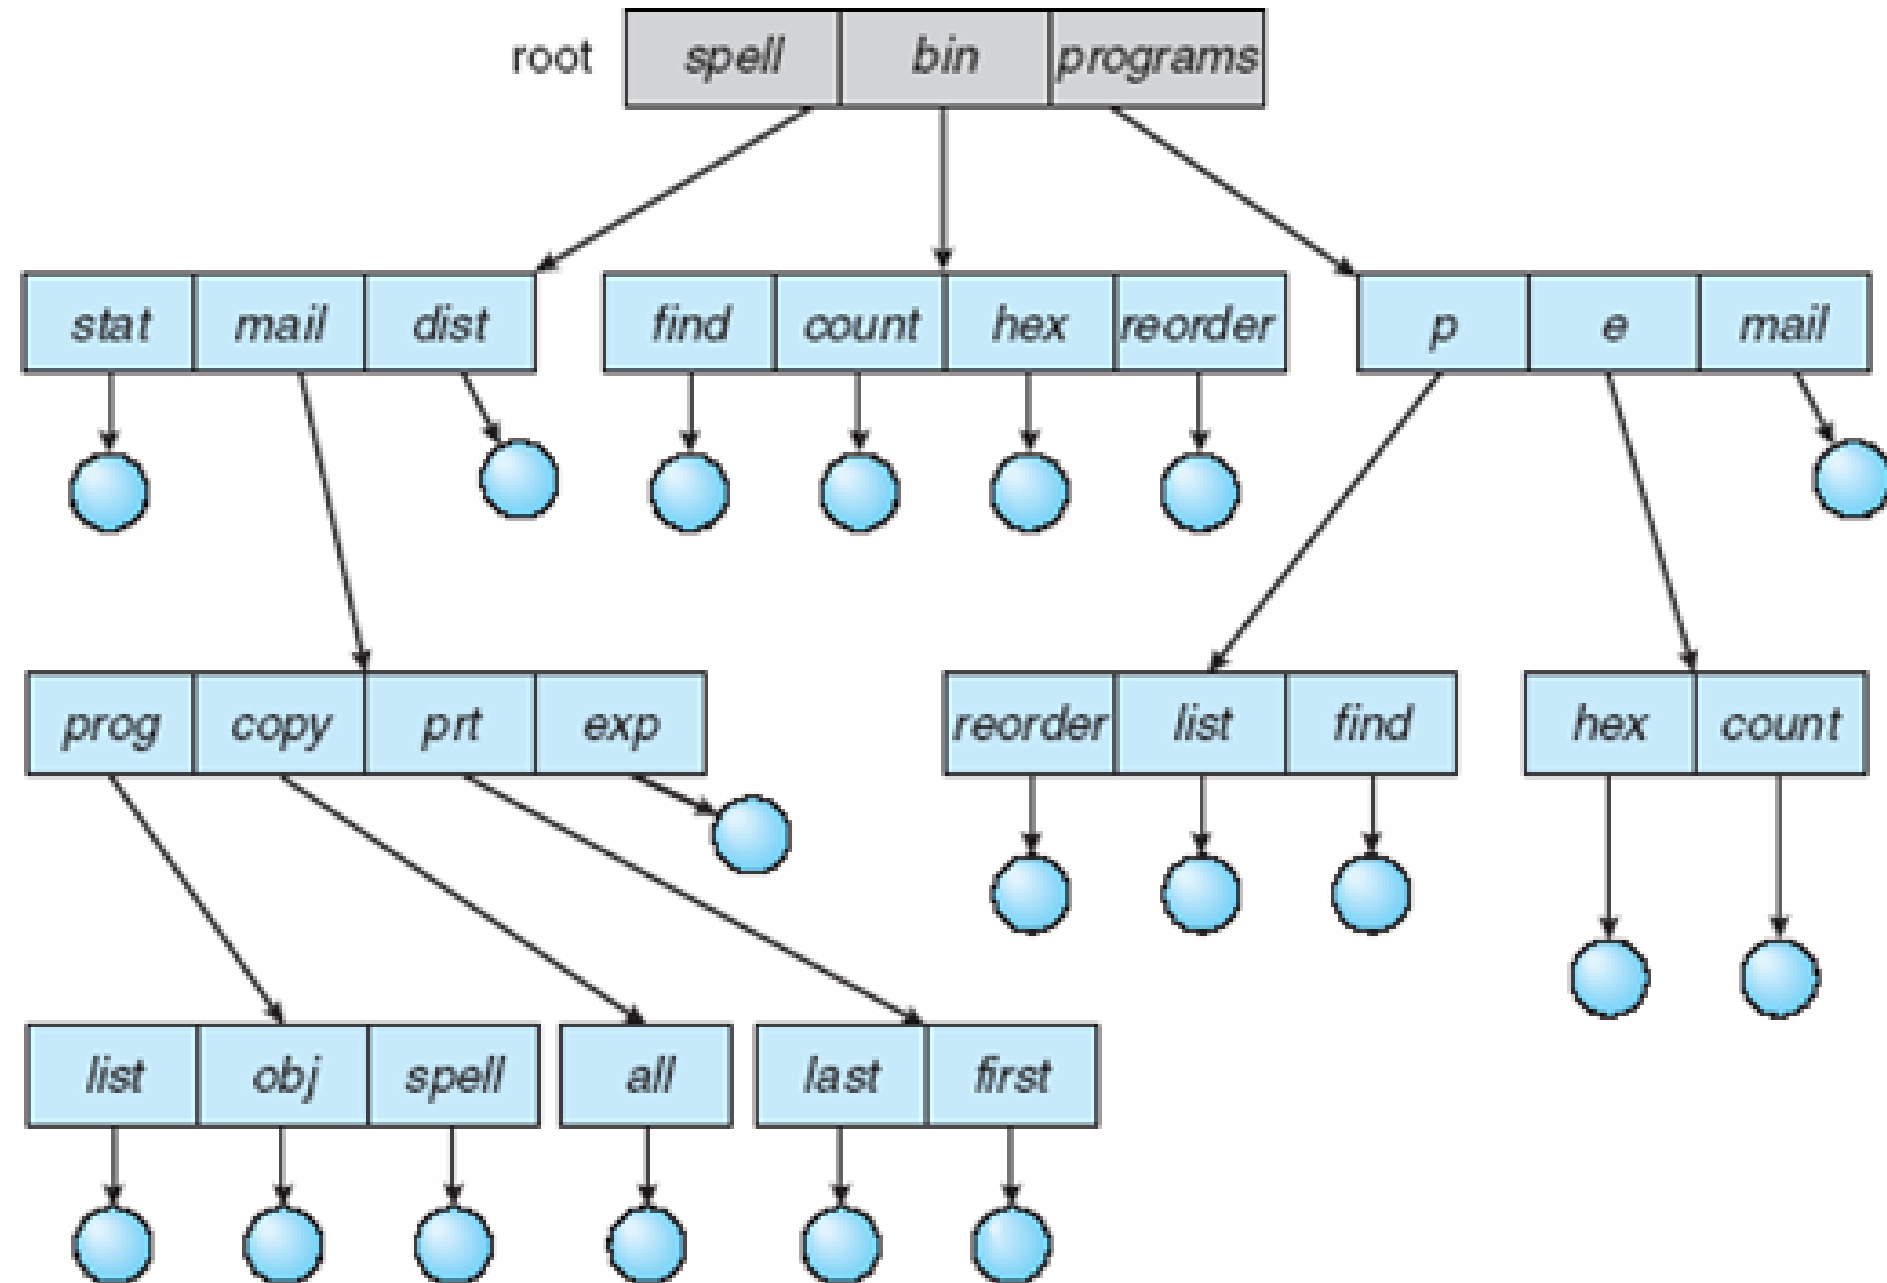 root spell bin programs
stat mail dist find count hex reorder p e mail
prog copy prt exp reorder list find hex count
list obj spell all last first